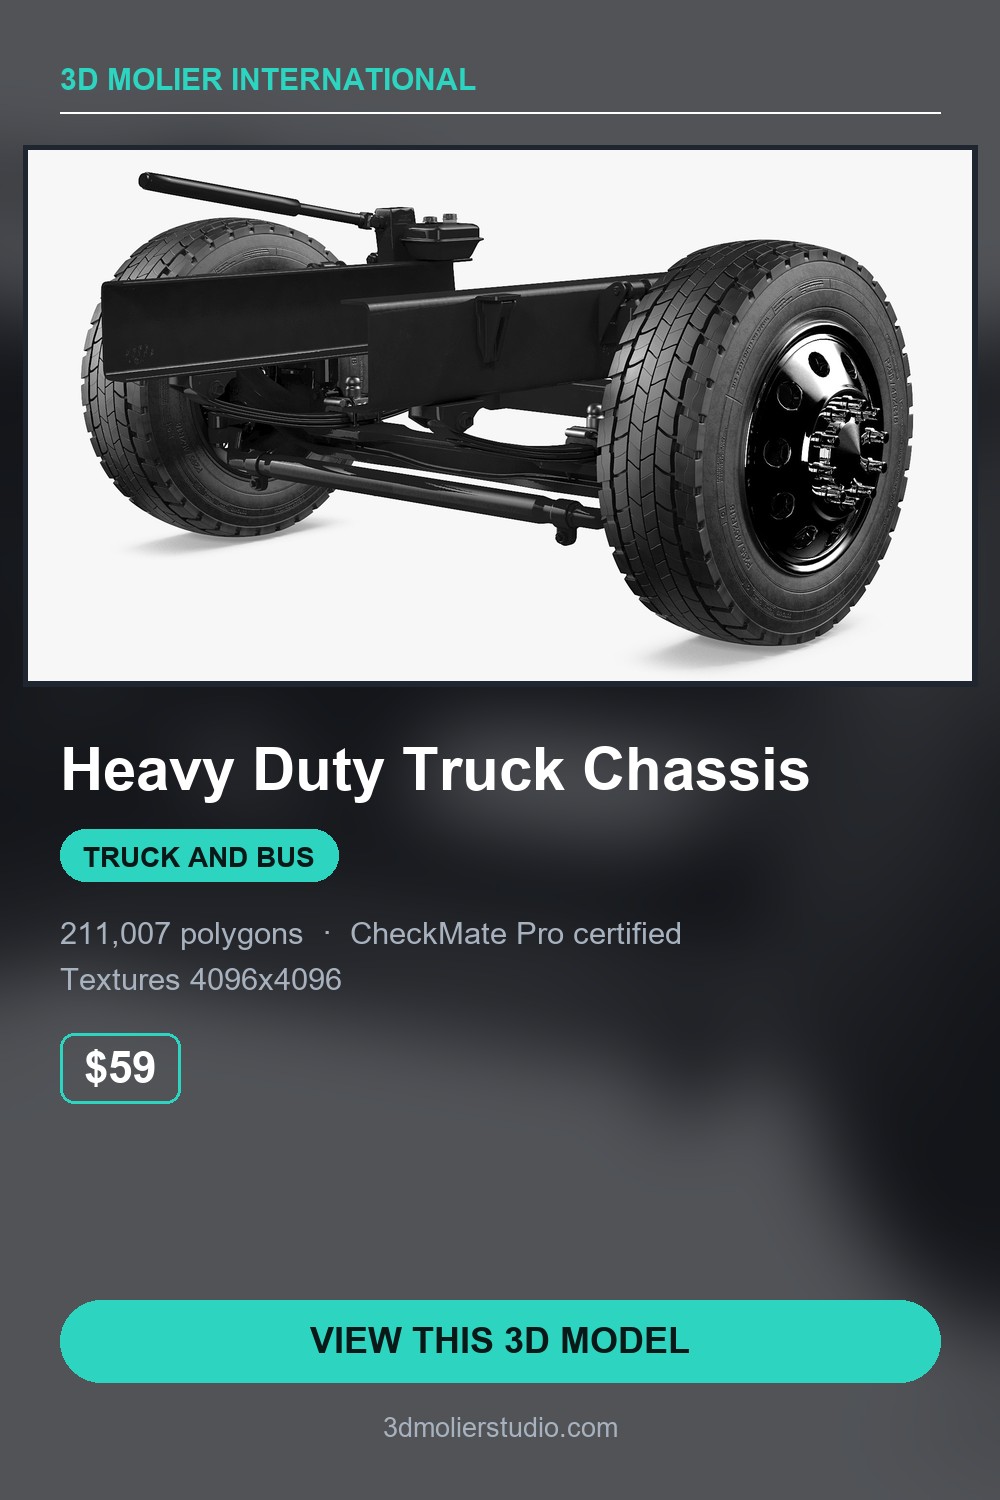 3D MOLIER INTERNATIONAL
Heavy Duty Truck Chassis
TRUCK AND BUS
211,007 polygons · CheckMate Pro certified
Textures 4096x4096
$59
VIEW THIS 3D MODEL
3dmolierstudio.com